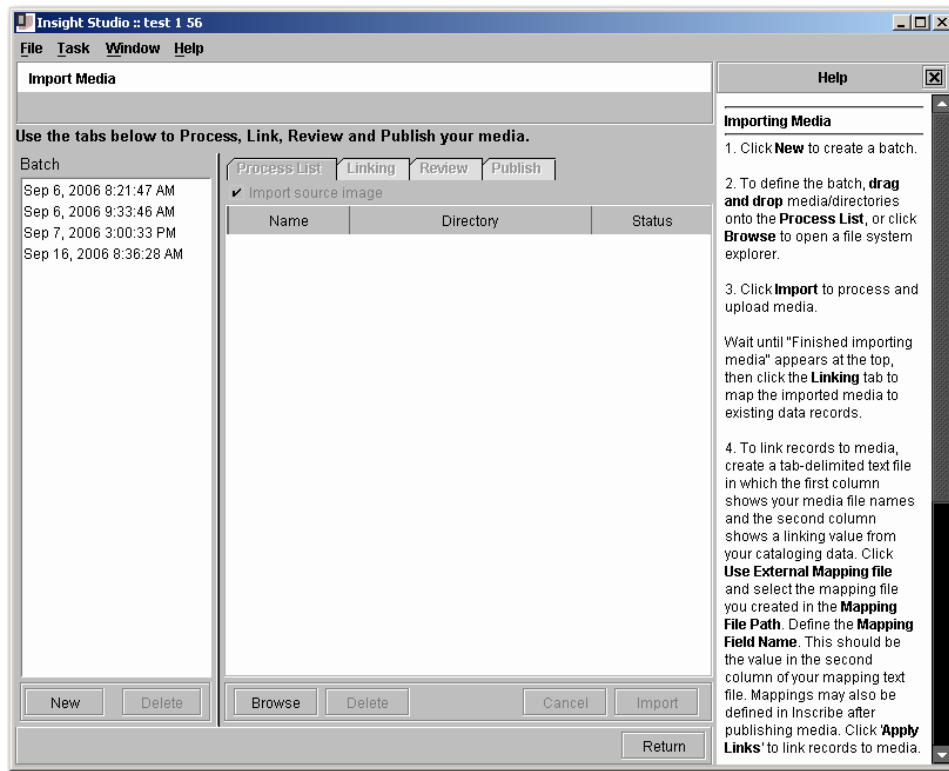 Insight Studio :: test 1 56
File Task Window Help
Import Media
Use the tabs below to Process, Link, Review and Publish your media.
Batch
Sep 6, 2006 8:21:47 AM
Sep 6, 2006 9:33:46 AM
Sep 7, 2006 3:00:33 PM
Sep 16, 2006 8:36:28 AM
New Delete
Process List Linking Review Publish
Import source image
Name Directory Status
Browse Delete Cancel Import
Return
Help
Importing Media
1. Click New to create a batch.
2. To define the batch, drag
and drop media/directories
onto the Process List, or click
Browse to open a file system
explorer.
3. Click Import to process and
upload media.
Wait until "Finished importing
media" appears at the top,
then click the Linking tab to
map the imported media to
existing data records.
4. To link records to media,
create a tab-delimited text file
in which the first column
shows your media file names
and the second column
shows a linking value from
your cataloging data. Click
Use External Mapping file
and select the mapping file
you created in the Mapping
File Path. Define the Mapping
Field Name. This should be
the value in the second
column of your mapping text
file. Mappings may also be
defined in Inscribe after
publishing media. Click 'Apply
Links' to link records to media.